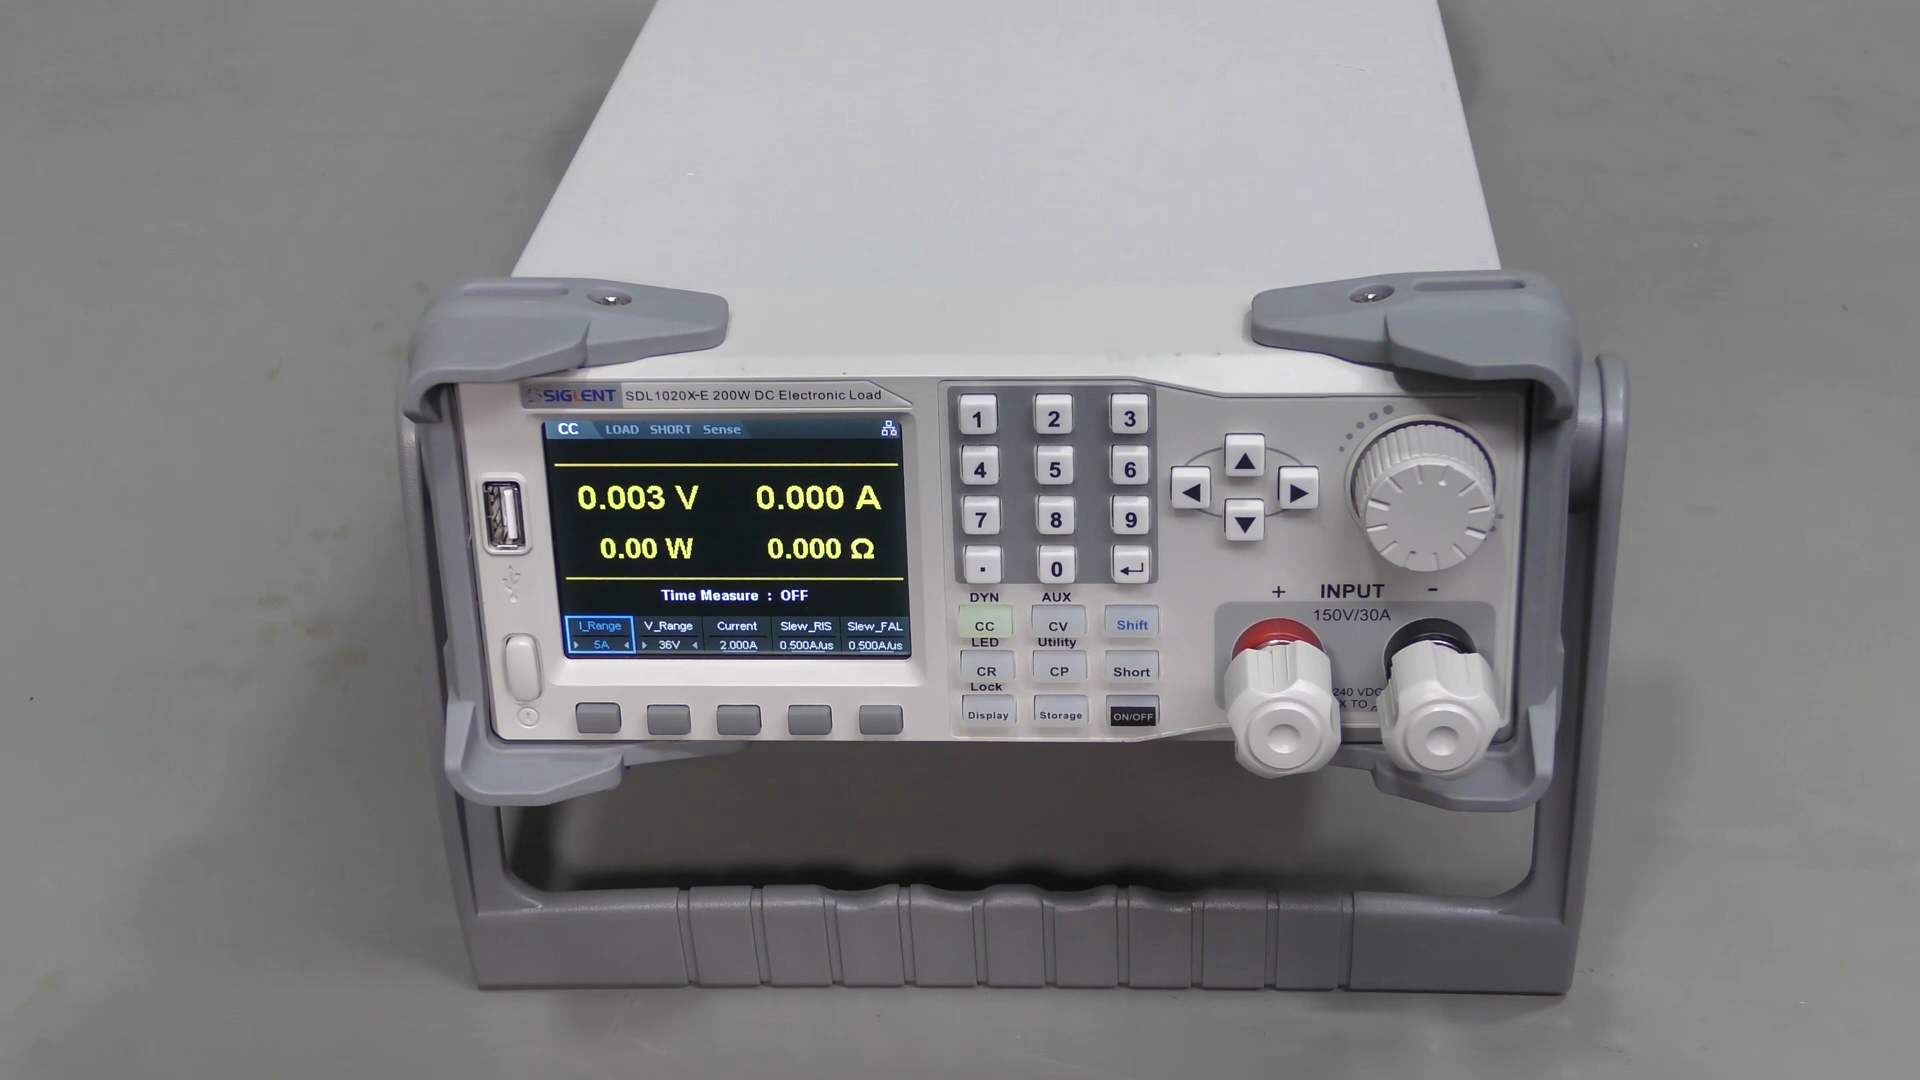 SIGLENT SDL1020X-E 200W DC Electronic Load
CC LOAD SHORT Sense
0.003 V 0.000 A
0.00 W 0.000 Ω
Time Measure : OFF
I_Range V_Range Current Slew_RIS Slew_FAL
5A 36V 2.000A 0.500A/us 0.500A/us
1 2 3
4 5 6
7 8 9
. 0
DYN AUX
CC CV Shift
LED Utility
CR CP Short
Lock
Display Storage ON/OFF
+ INPUT -
150V/30A
240 VDC
X TO